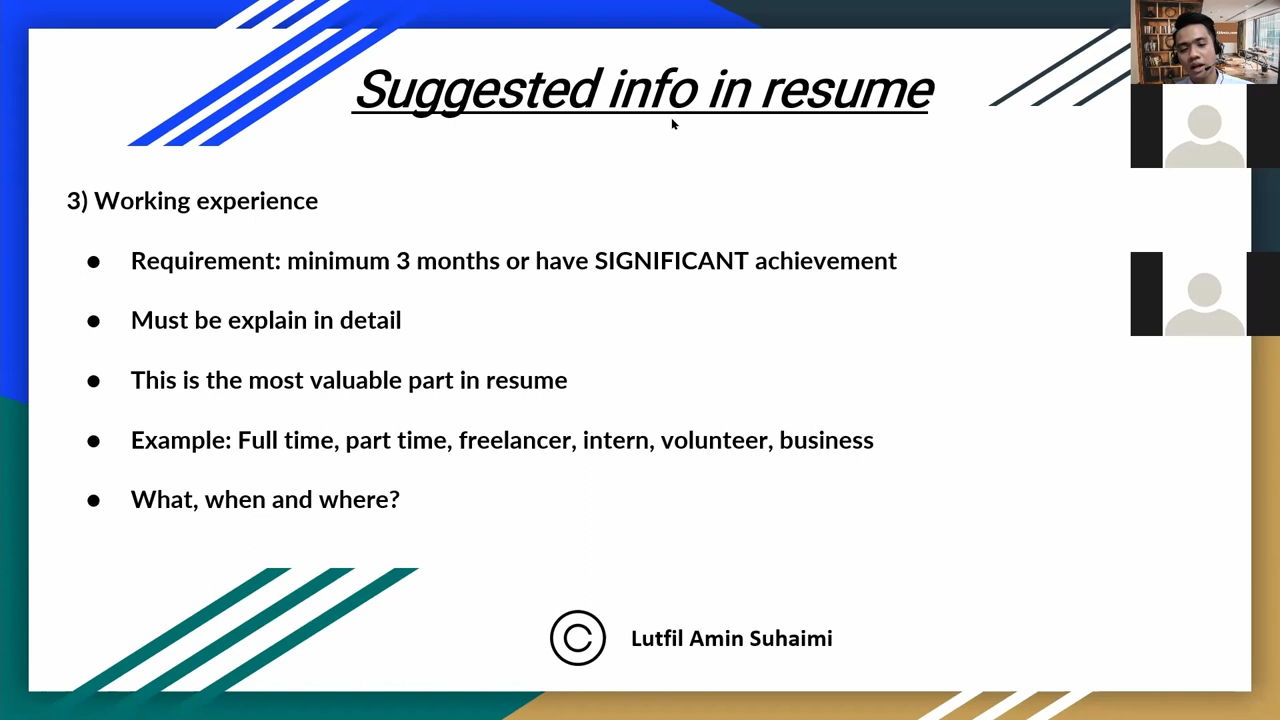 Suggested info in resume
3) Working experience
● Requirement: minimum 3 months or have SIGNIFICANT achievement
● Must be explain in detail
● This is the most valuable part in resume
● Example: Full time, part time, freelancer, intern, volunteer, business
● What, when and where?
© Lutfil Amin Suhaimi